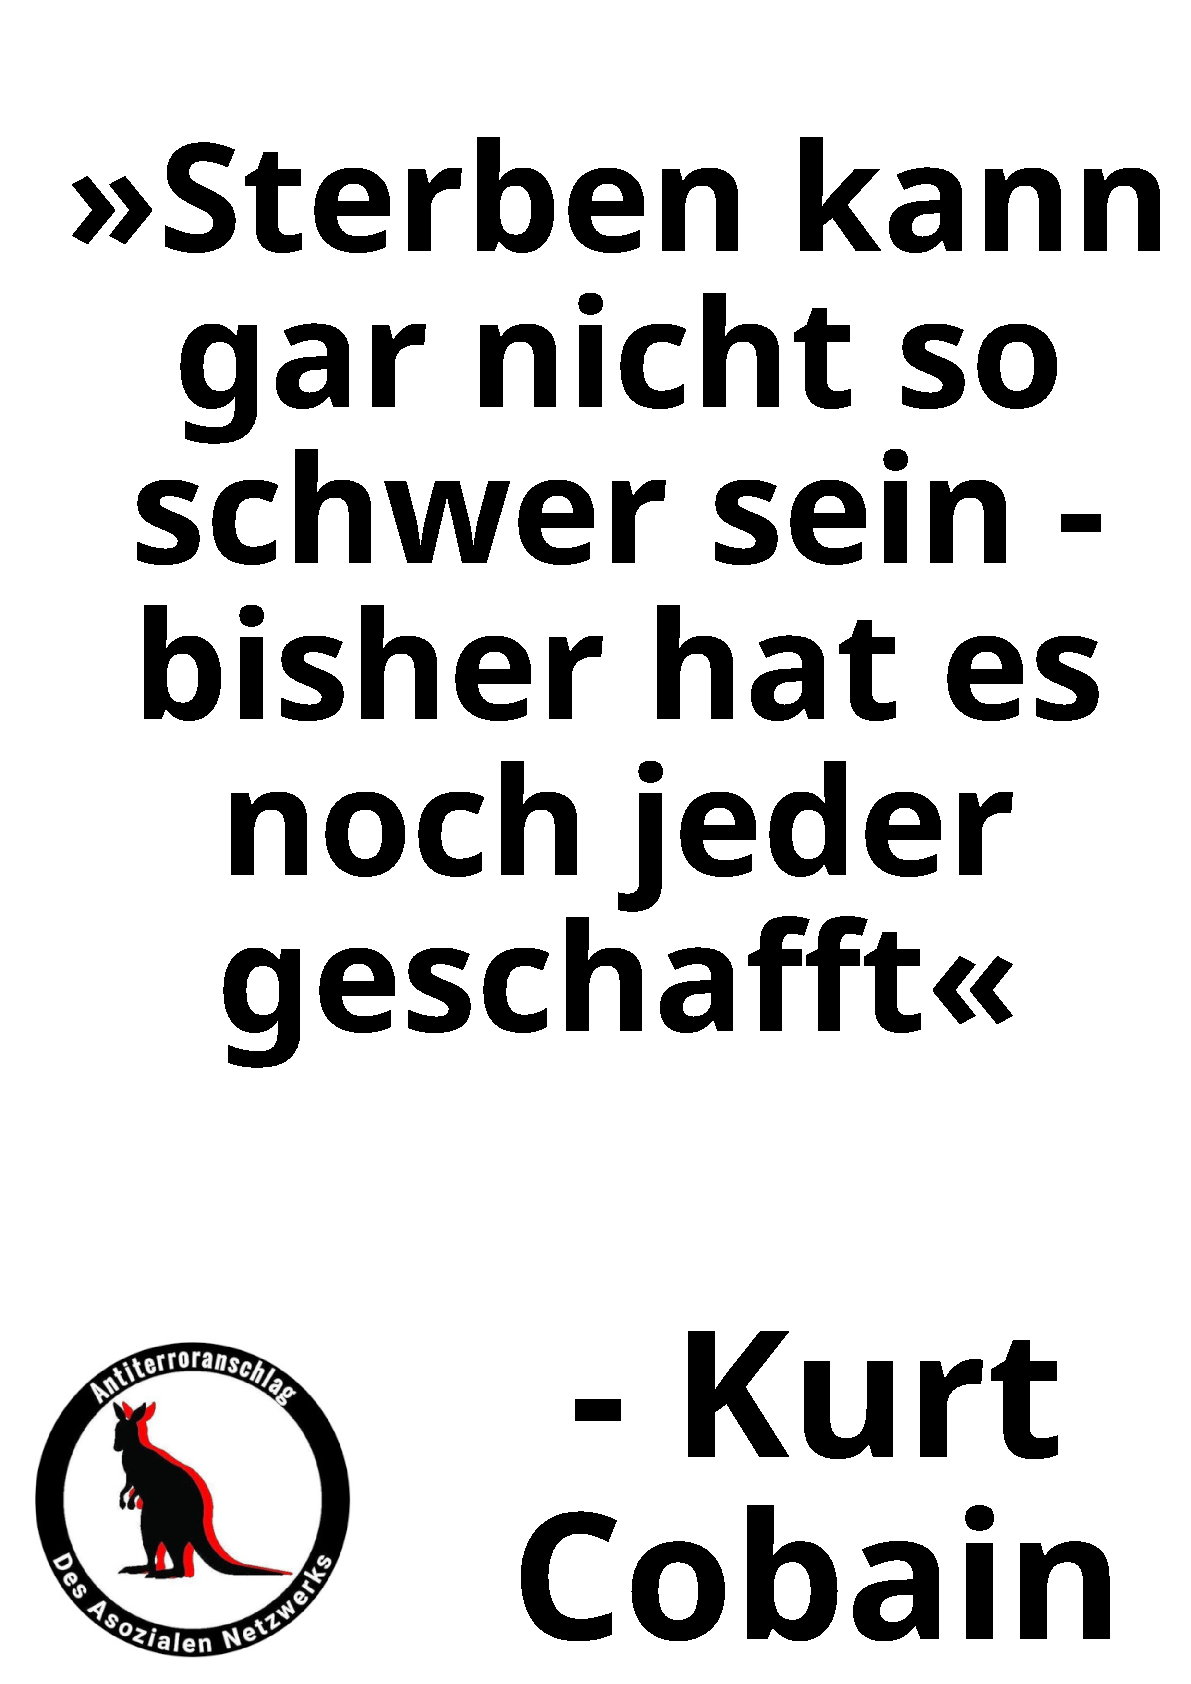 »Sterben kann
gar nicht so
schwer sein -
bisher hat es
noch jeder
geschafft«
- Kurt
Cobain
Antiterroranschlag
Des Asozialen Netzwerks